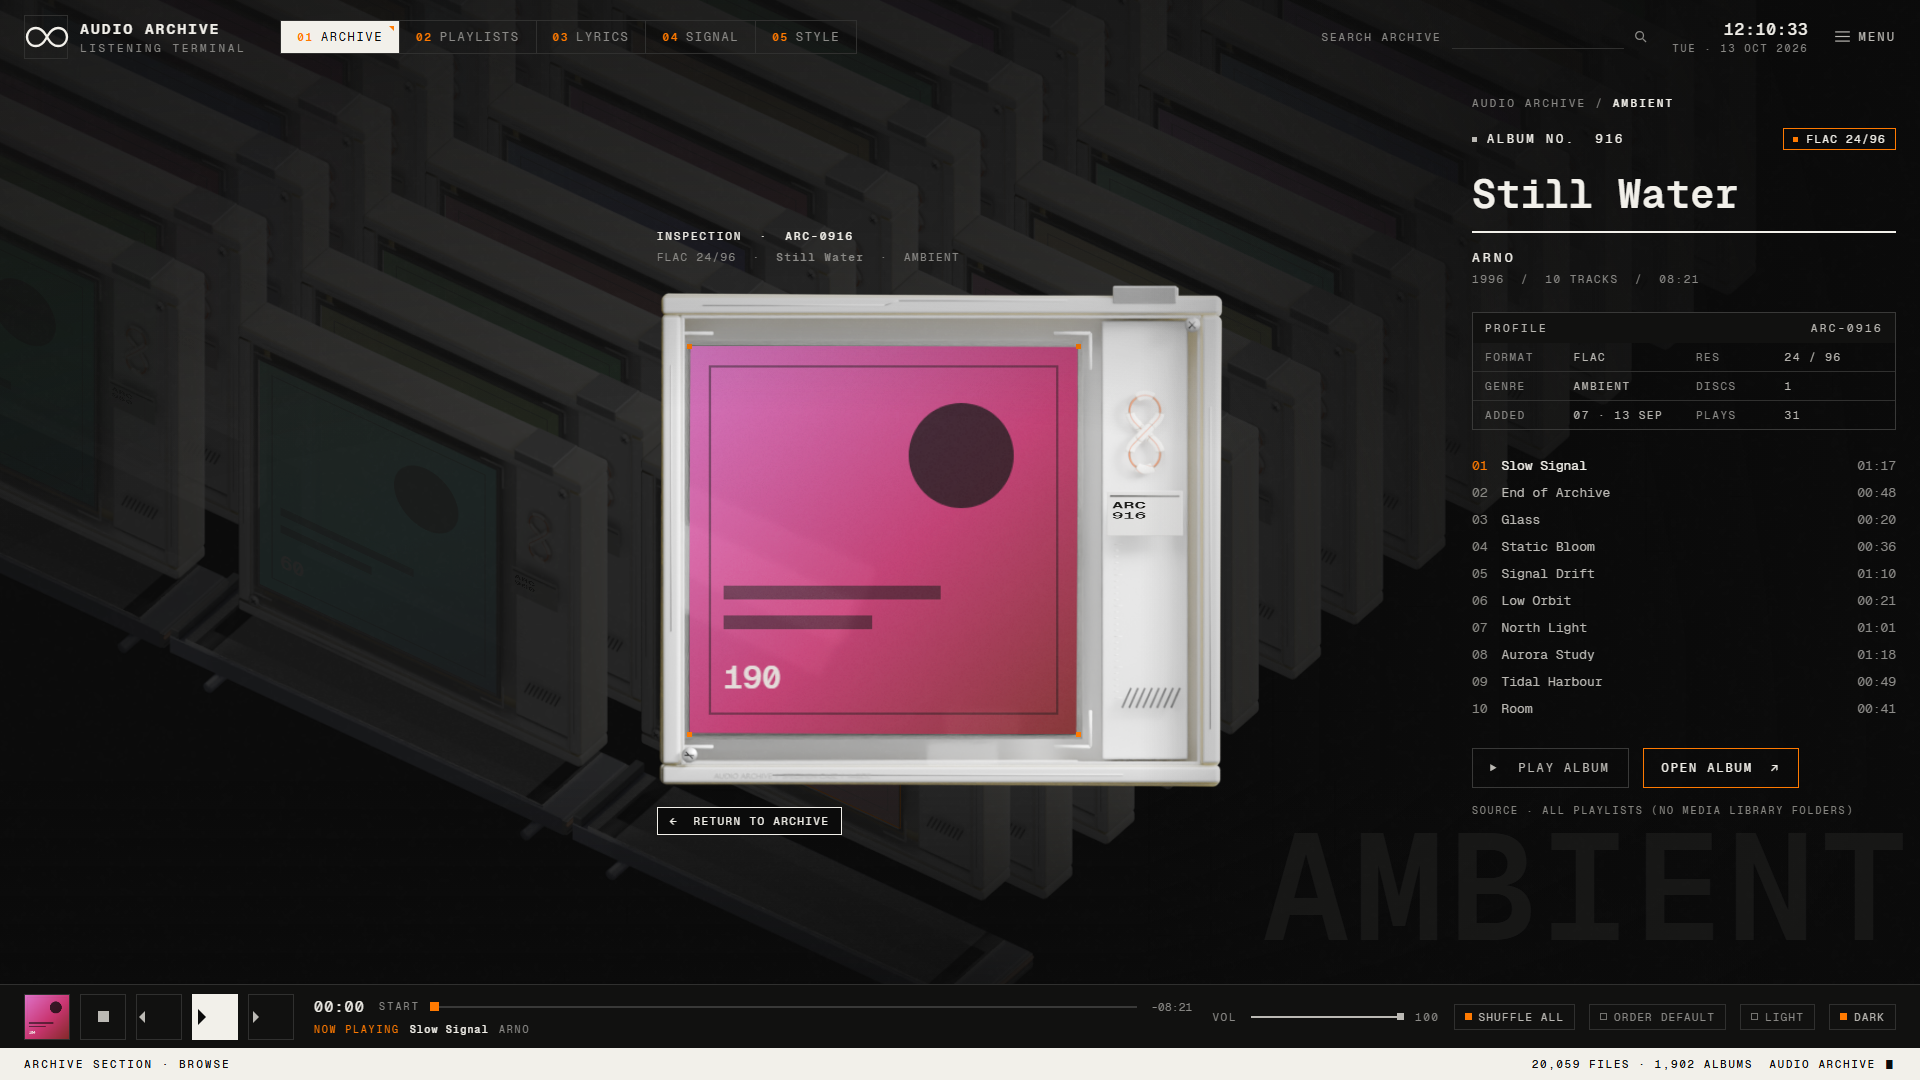 AUDIO ARCHIVE
LISTENING TERMINAL
01 ARCHIVE
02 PLAYLISTS
03 LYRICS
04 SIGNAL
05 STYLE
SEARCH ARCHIVE
12:10:33
TUE · 13 OCT 2026
MENU
AUDIO ARCHIVE / AMBIENT
ALBUM NO. 916
FLAC 24/96
Still Water
ARNO
1996 / 10 TRACKS / 08:21
PROFILE ARC-0916
FORMAT FLAC RES 24 / 96
GENRE AMBIENT DISCS 1
ADDED 07 · 13 SEP PLAYS 31
01 Slow Signal 01:17
02 End of Archive 00:48
03 Glass 00:20
04 Static Bloom 00:36
05 Signal Drift 01:10
06 Low Orbit 00:21
07 North Light 01:01
08 Aurora Study 01:18
09 Tidal Harbour 00:49
10 Room 00:41
PLAY ALBUM
OPEN ALBUM
SOURCE · ALL PLAYLISTS (NO MEDIA LIBRARY FOLDERS)
AMBIENT
INSPECTION · ARC-0916
FLAC 24/96 · Still Water · AMBIENT
ARC
916
190
RETURN TO ARCHIVE
00:00 START -08:21
NOW PLAYING Slow Signal ARNO
VOL 100
SHUFFLE ALL
ORDER DEFAULT
LIGHT
DARK
ARCHIVE SECTION · BROWSE
20,059 FILES · 1,902 ALBUMS AUDIO ARCHIVE